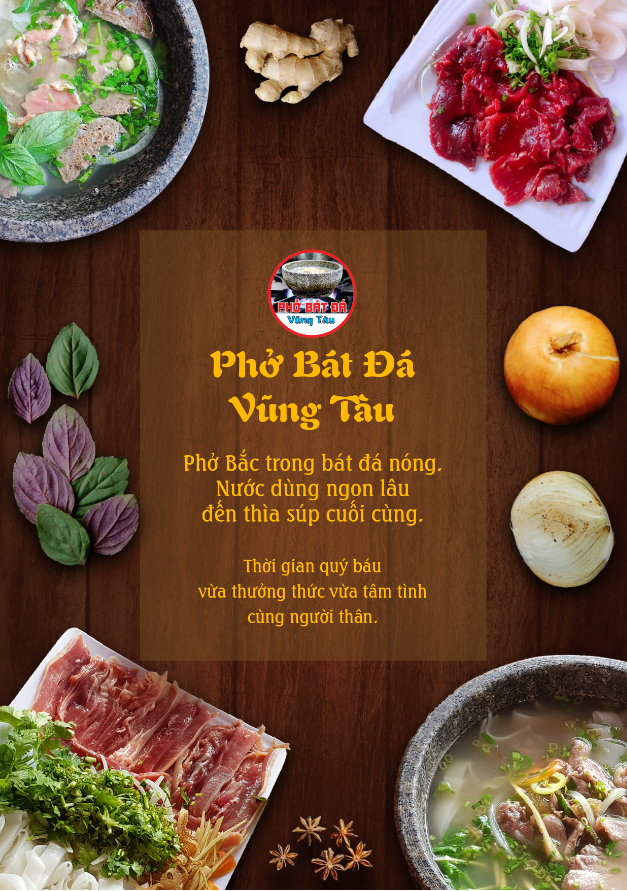 PHỞ BÁT ĐÁ
Vũng Tàu
Phở Bát Đá
Vũng Tàu
Phở Bắc trong bát đá nóng.
Nước dùng ngon lâu
đến thìa súp cuối cùng.
Thời gian quý báu
vừa thưởng thức vừa tâm tình
cùng người thân.